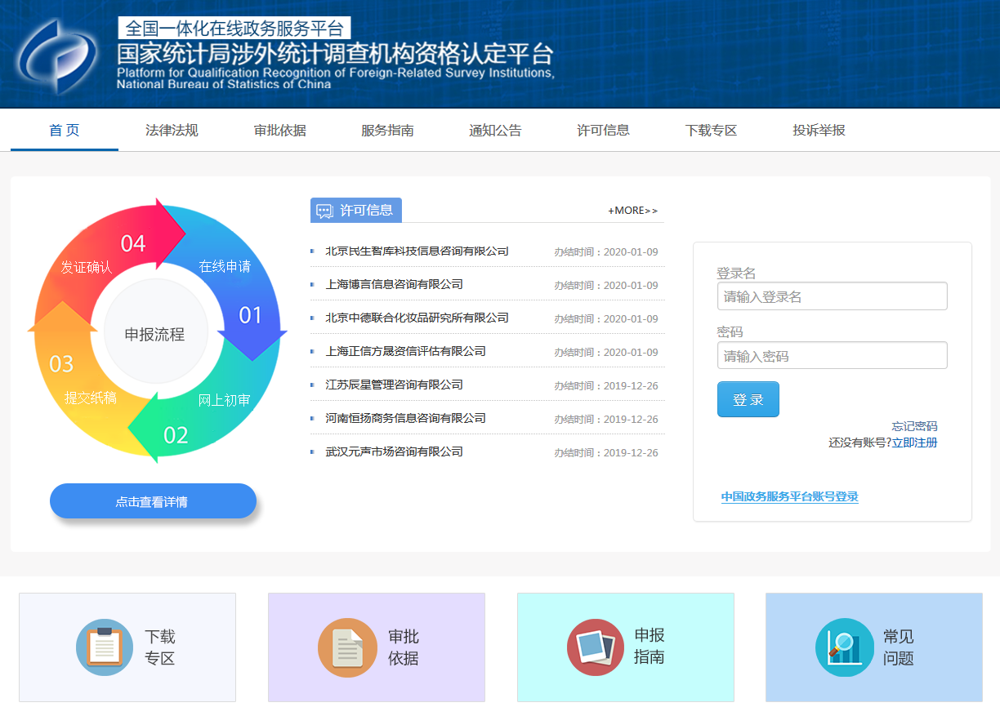 全国一体化在线政务服务平台
国家统计局涉外统计调查机构资格认定平台
Platform for Qualification Recognition of Foreign-Related Survey Institutions,
National Bureau of Statistics of China
首 页 法律法规 审批依据 服务指南 通知公告 许可信息 下载专区 投诉举报
04
发证确认
在线申请
01
申报流程
03
提交纸稿
网上初审
02
点击查看详情
许可信息 +MORE>>
北京民生智库科技信息咨询有限公司 办结时间：2020-01-09
上海博言信息咨询有限公司 办结时间：2020-01-09
北京中德联合化妆品研究所有限公司 办结时间：2020-01-09
上海正信方晟资信评估有限公司 办结时间：2020-01-09
江苏辰星管理咨询有限公司 办结时间：2019-12-26
河南恒扬商务信息咨询有限公司 办结时间：2019-12-26
武汉元声市场咨询有限公司 办结时间：2019-12-26
登录名
请输入登录名
密码
请输入密码
登 录
忘记密码
还没有账号?立即注册
中国政务服务平台账号登录
下载
专区
审批
依据
申报
指南
常见
问题